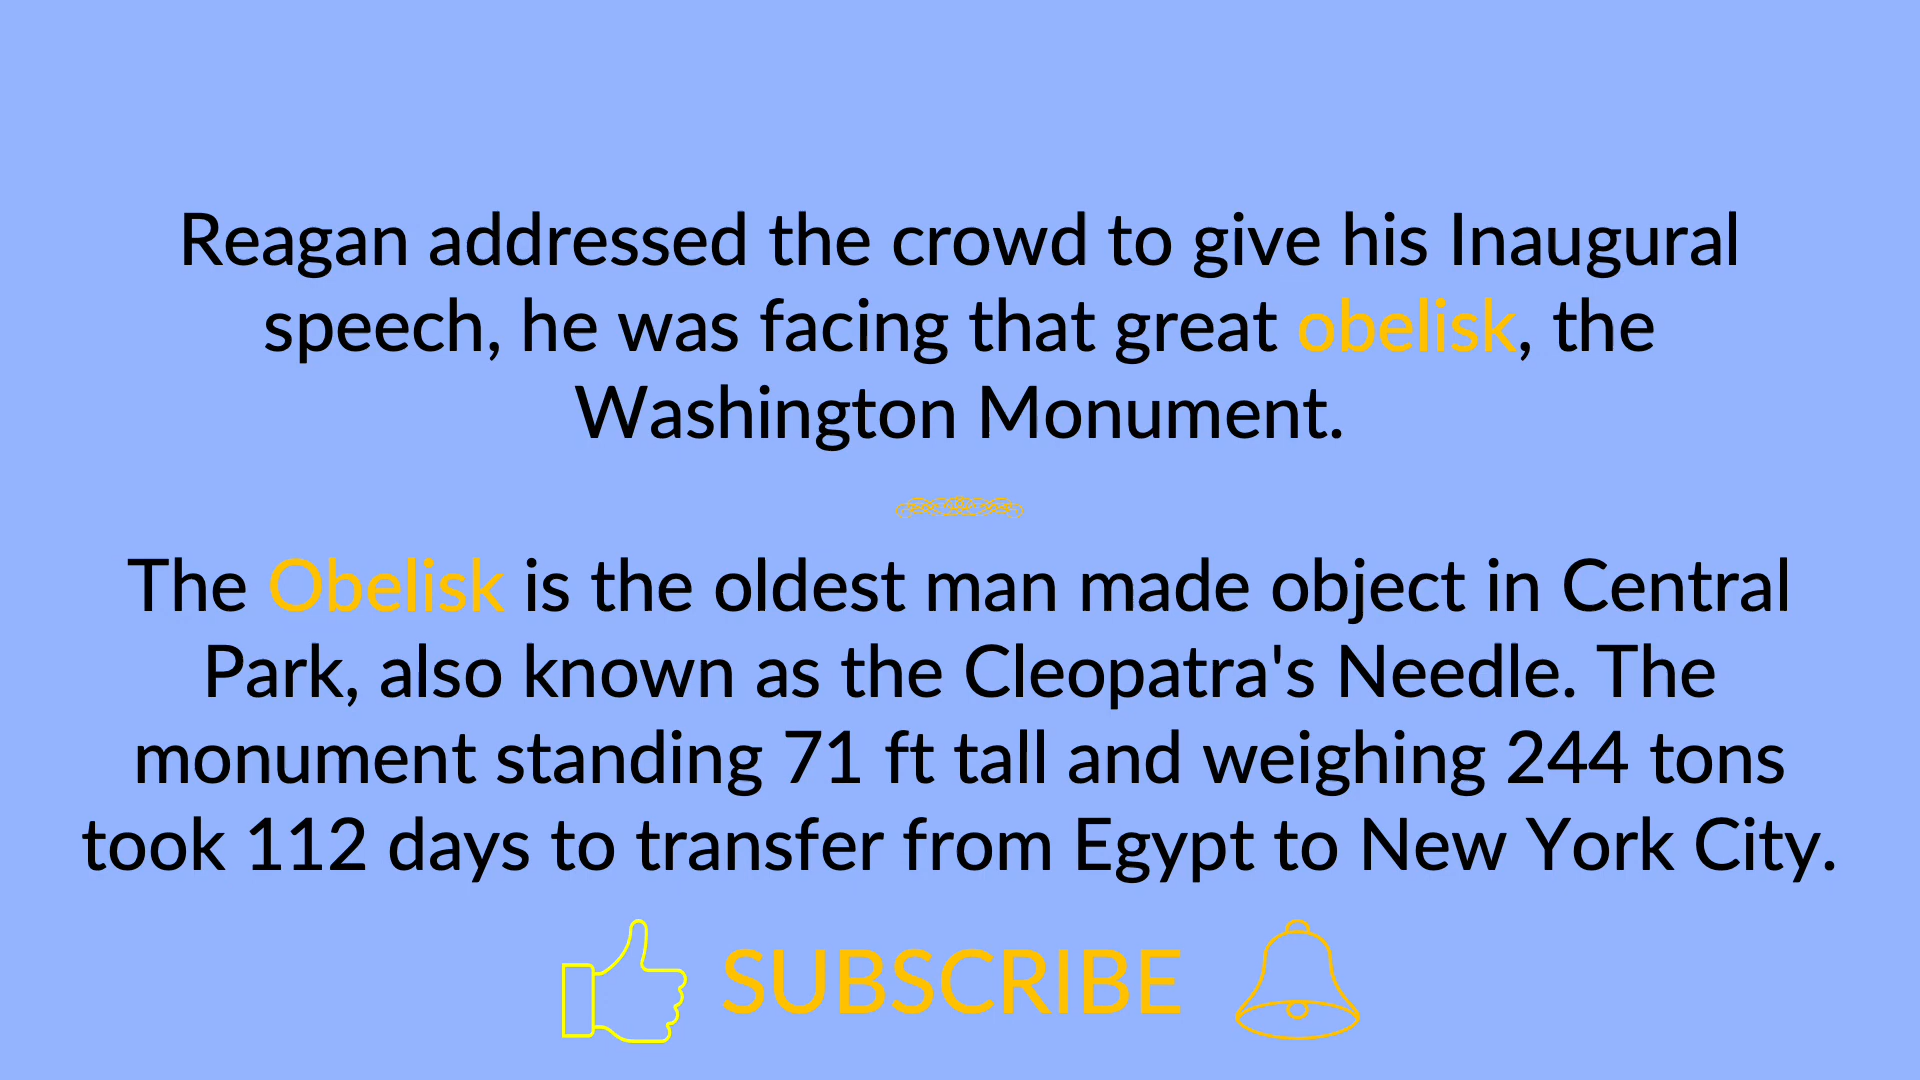 Reagan addressed the crowd to give his Inaugural
speech, he was facing that great obelisk, the
Washington Monument.
The Obelisk is the oldest man made object in Central
Park, also known as the Cleopatra's Needle. The
monument standing 71 ft tall and weighing 244 tons
took 112 days to transfer from Egypt to New York City.
SUBSCRIBE